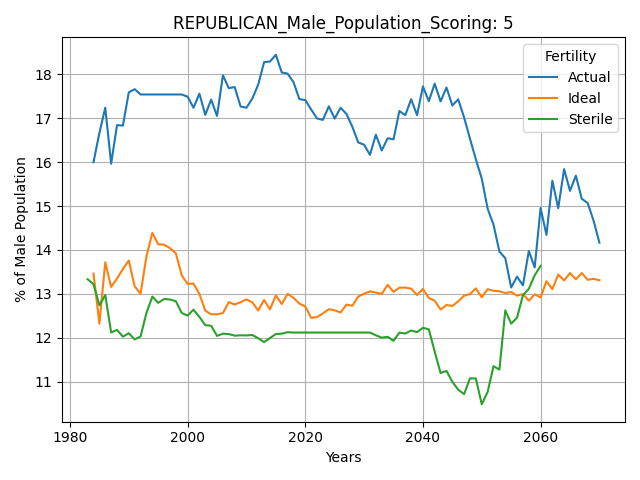 REPUBLICAN_Male_Population_Scoring: 5
Fertility
Actual
Ideal
Sterile
% of Male Population
18
17
16
15
14
13
12
11
1980
2000
2020
2040
2060
Years